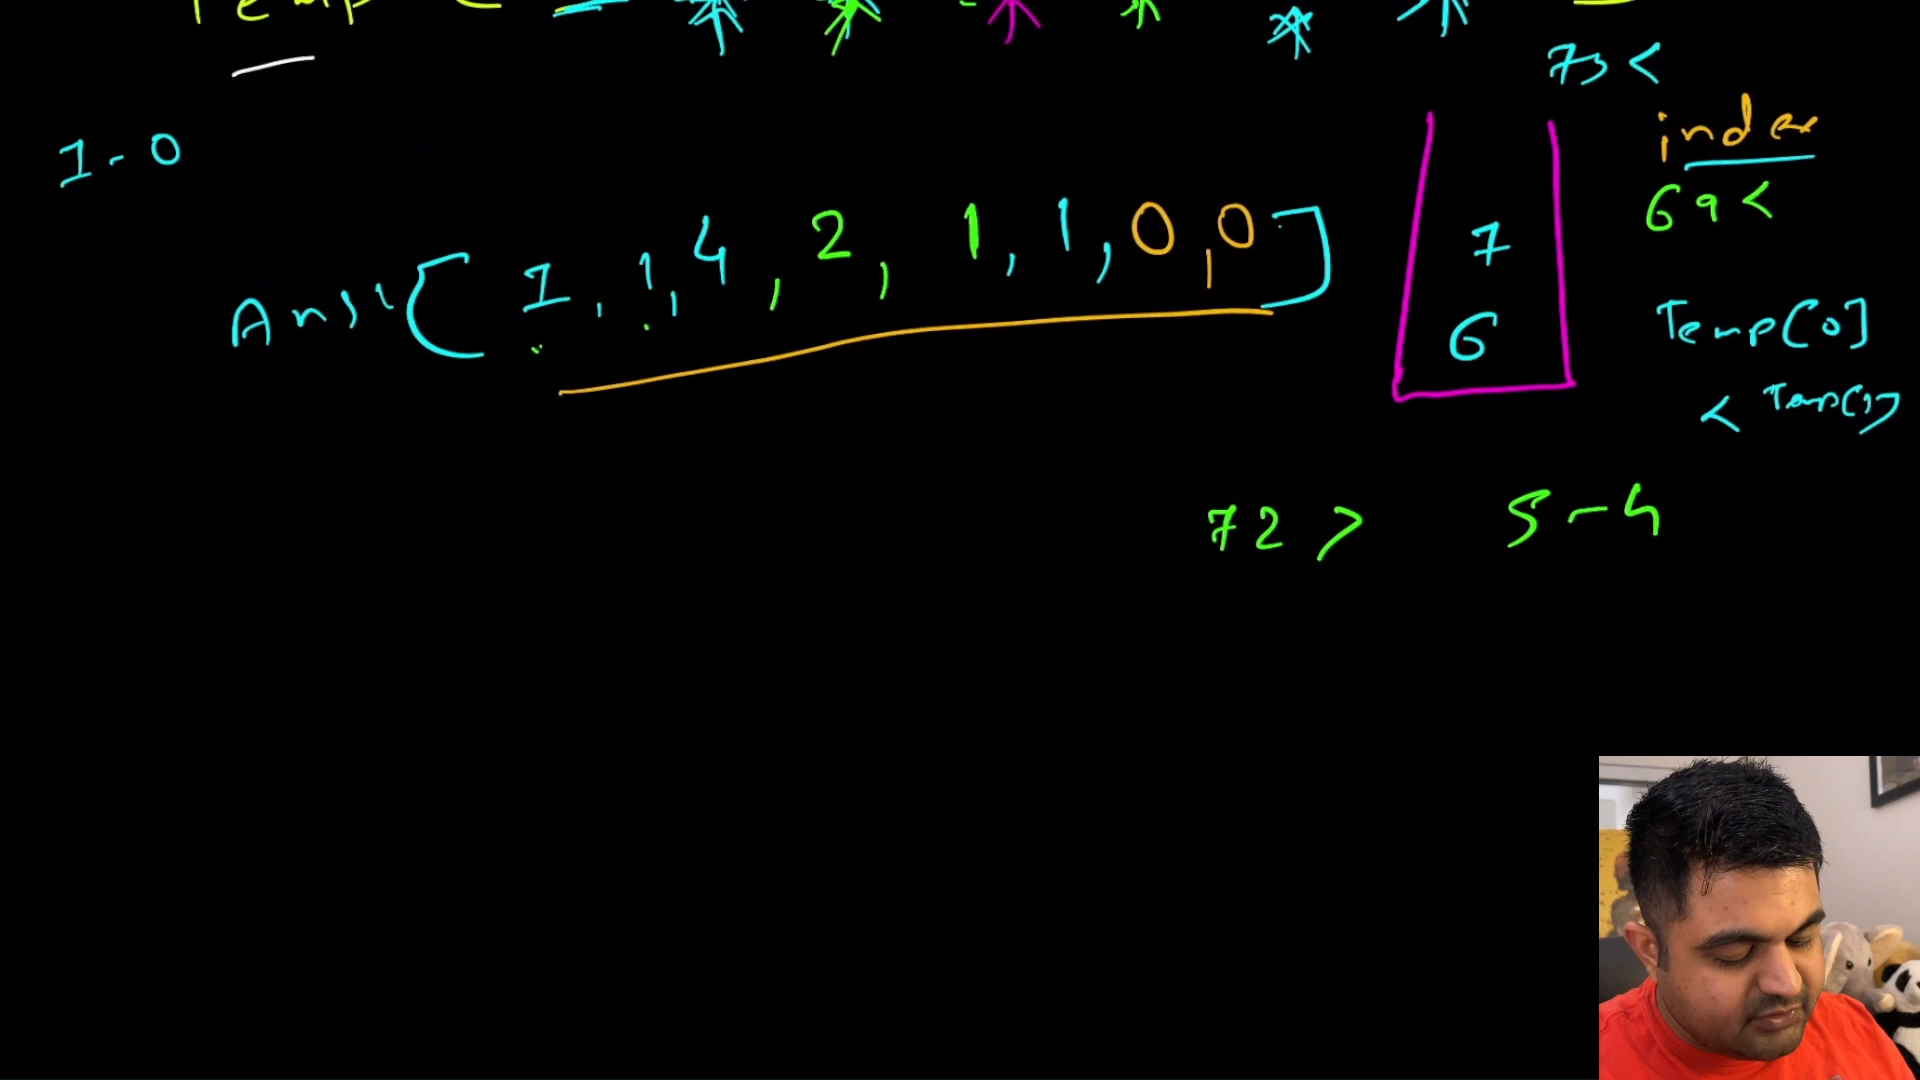 Temp [
73 <
index
1 - 0
69 <
Ans: [ 1, 1, 4, 2, 1, 1, 0, 0 ]
7
6
Temp[0]
< Temp[1]
72 > 5 - 4